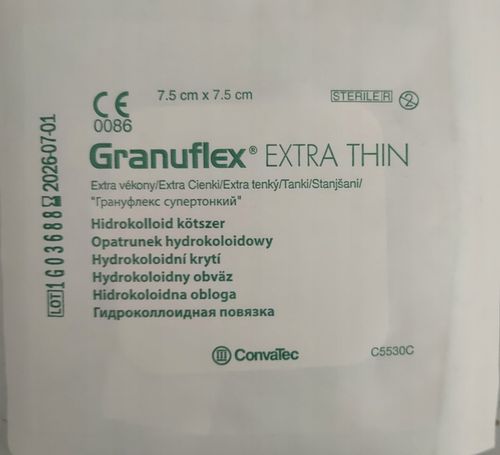 7.5 cm x 7.5 cm
STERILE R
2
CE
0086
Granuflex® EXTRA THIN
Extra vékony/Extra Cienki/Extra tenký/Tanki/Stanjšani/
"Грануфлекс супертонкий"
Hidrokolloid kötszer
Opatrunek hydrokoloidowy
Hydrokoloidní krytí
Hydrokoloidny obväz
Hidrokoloidna obloga
Гидроколлоидная повязка
ConvaTec
C5530C
LOT 1G03688 2026-07-01